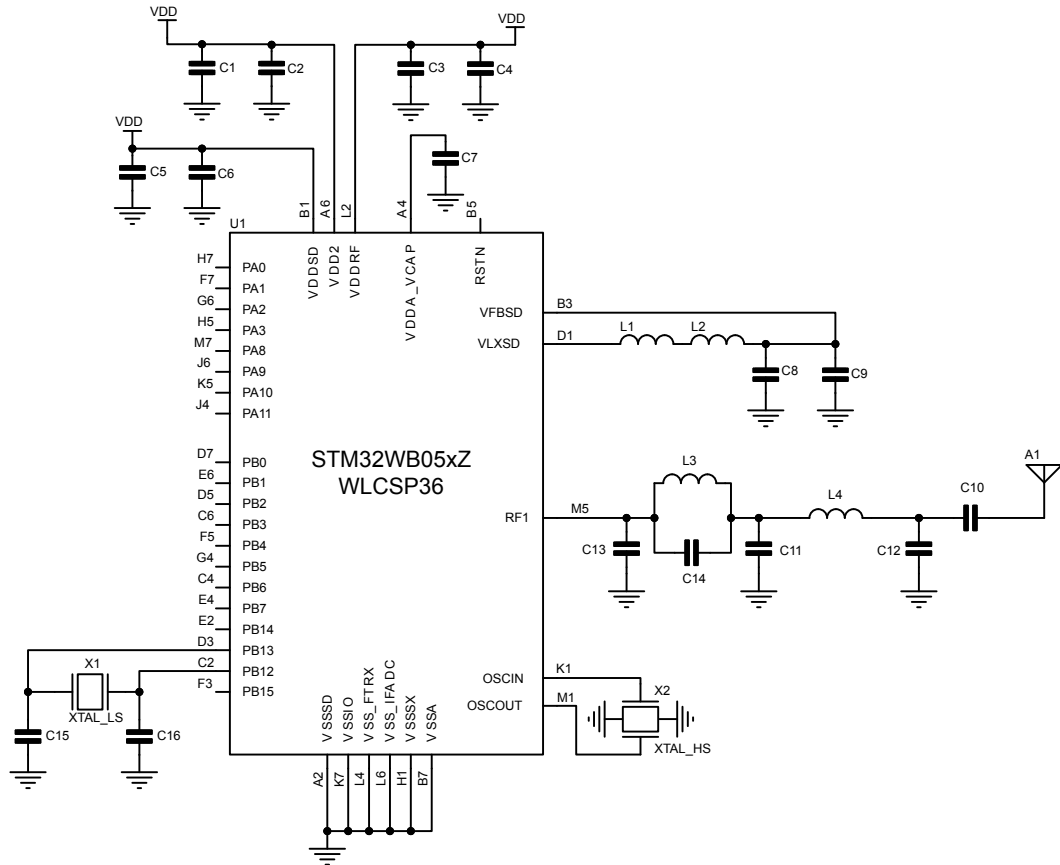 VDD
VDD
C1
C2
C3
C4
VDD
C5
C6
C7
B1
A6
L2
A4
B5
U1
VDDSD
VDD2
VDDRF
VDDA_VCAP
RSTN
H7 PA0
F7 PA1
G6 PA2
H5 PA3
M7 PA8
J6 PA9
K5 PA10
J4 PA11
VFBSD B3
VLXSD D1
L1
L2
C8
C9
D7 PB0
E6 PB1
D5 PB2
C6 PB3
F5 PB4
G4 PB5
C4 PB6
E4 PB7
E2 PB14
D3 PB13
C2 PB12
F3 PB15
STM32WB05xZ
WLCSP36
RF1 M5
L3
C13
C14
C11
L4
C12
C10
A1
X1
XTAL_LS
C15
C16
OSCIN K1
OSCOUT M1
X2
XTAL_HS
VSSSD
VSSIO
VSS_FTRX
VSS_IFADC
VSSSX
VSSA
A2
K7
L4
L6
H1
B7